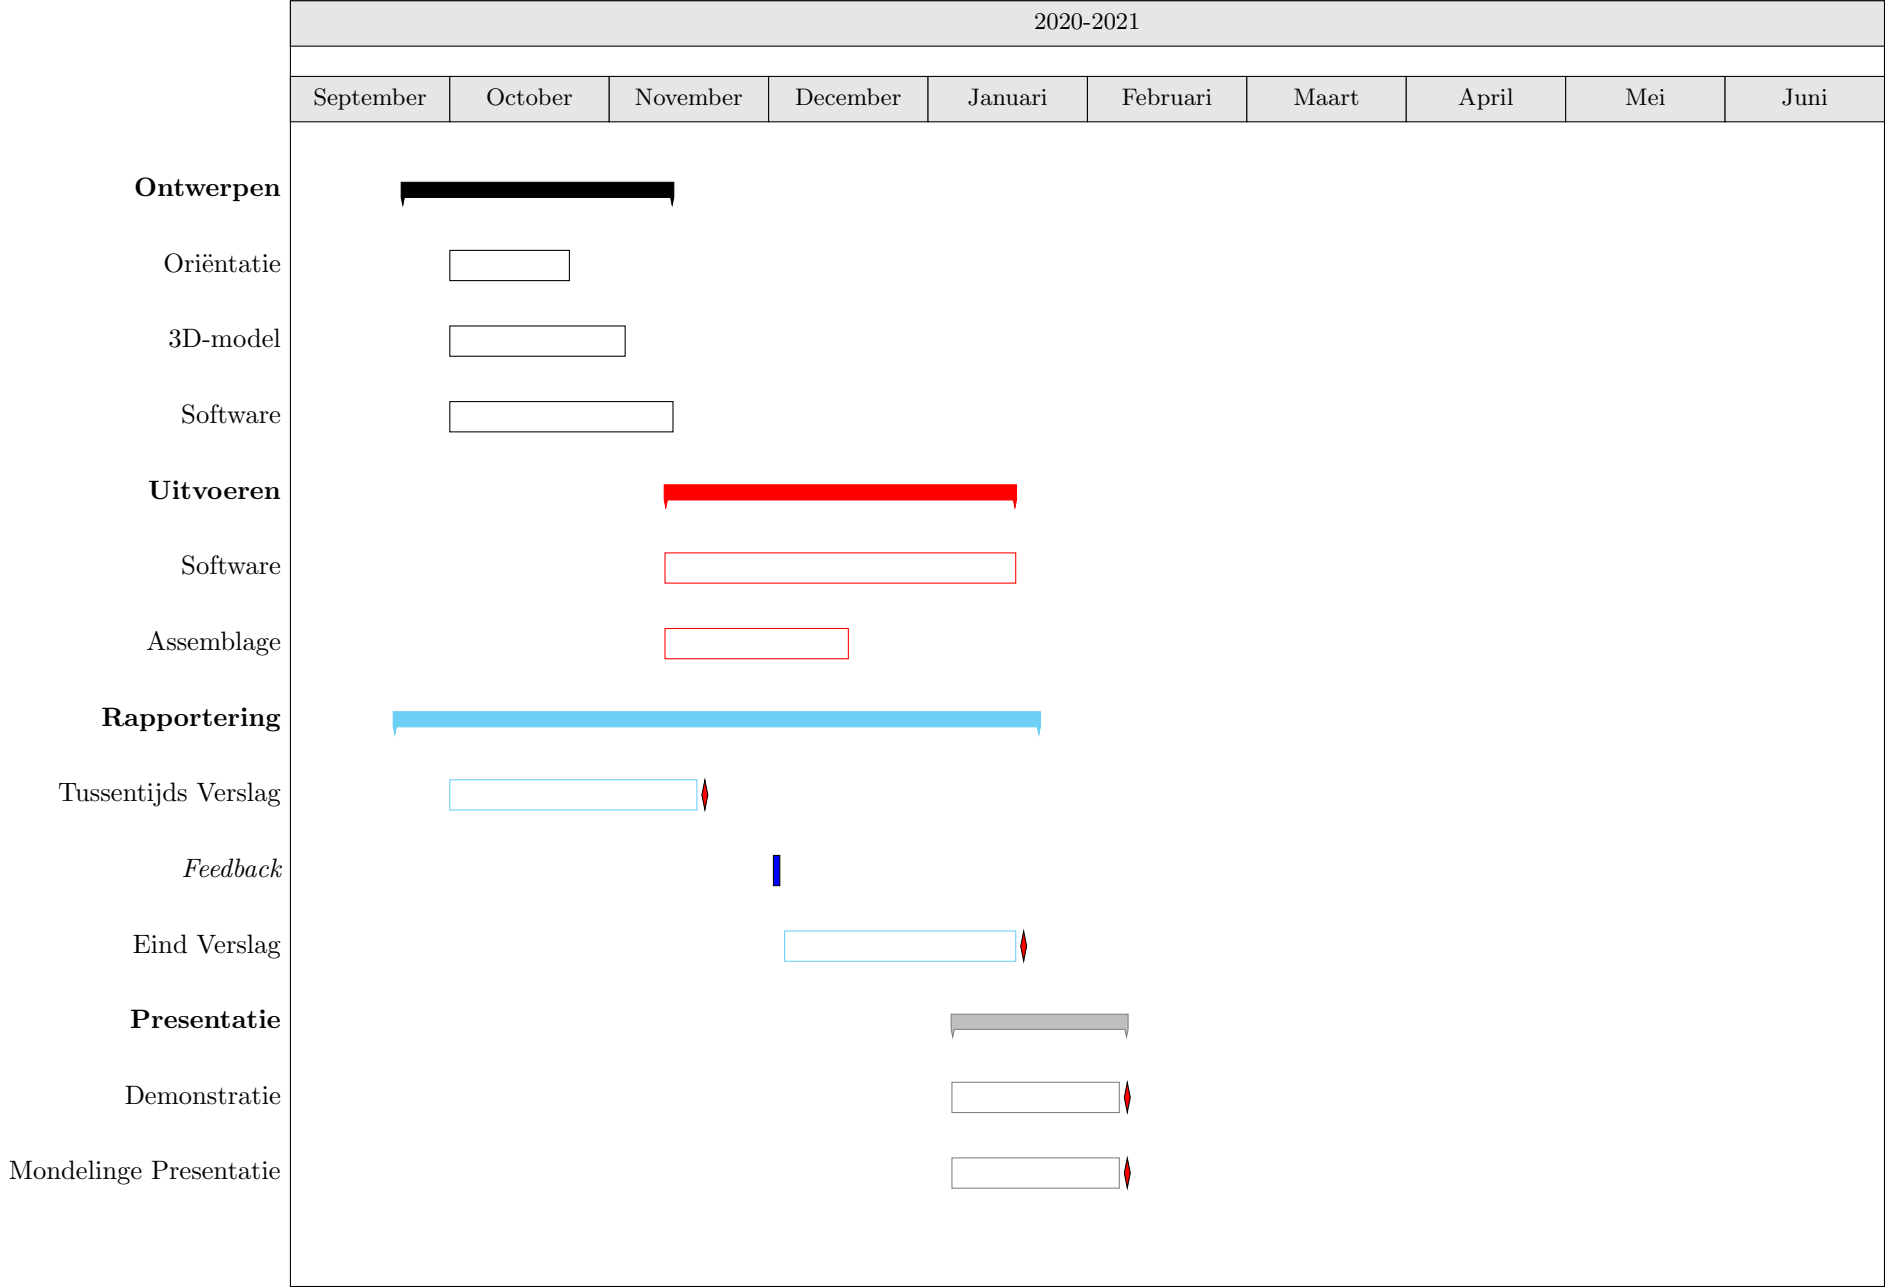 2020-2021
September October November December Januari Februari Maart April Mei Juni
Ontwerpen
Oriëntatie
3D-model
Software
Uitvoeren
Software
Assemblage
Rapportering
Tussentijds Verslag
Feedback
Eind Verslag
Presentatie
Demonstratie
Mondelinge Presentatie